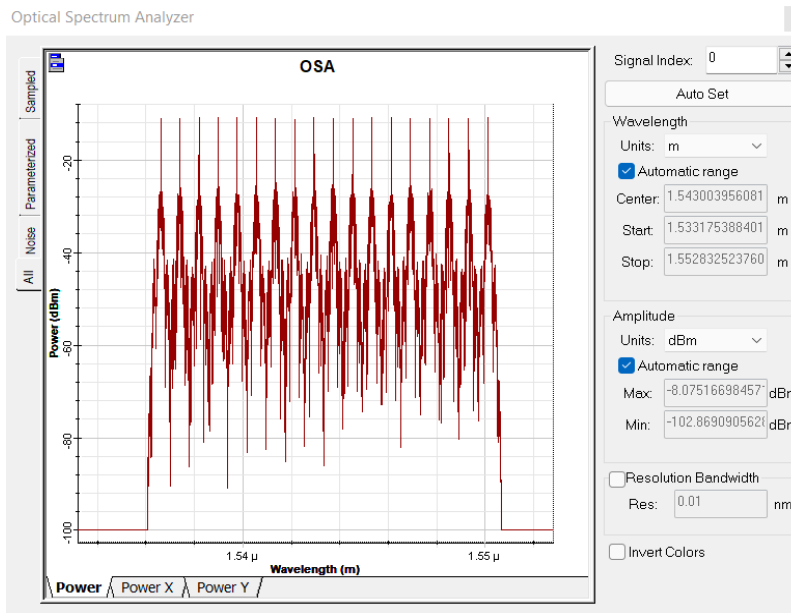 Optical Spectrum Analyzer
OSA
Sampled
Parameterized
Noise
All
Power (dBm)
-20
-40
-60
-80
-100
1.54 µ
1.55 µ
Wavelength (m)
Power
Power X
Power Y
Signal Index: 0
Auto Set
Wavelength
Units: m
Automatic range
Center: 1.543003956081 m
Start: 1.533175388401 m
Stop: 1.552832523760 m
Amplitude
Units: dBm
Automatic range
Max: -8.0751669845 dBm
Min: -102.869090562 dBm
Resolution Bandwidth
Res: 0.01 nm
Invert Colors